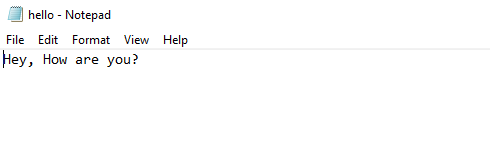 hello - Notepad
File Edit Format View Help
Hey, How are you?